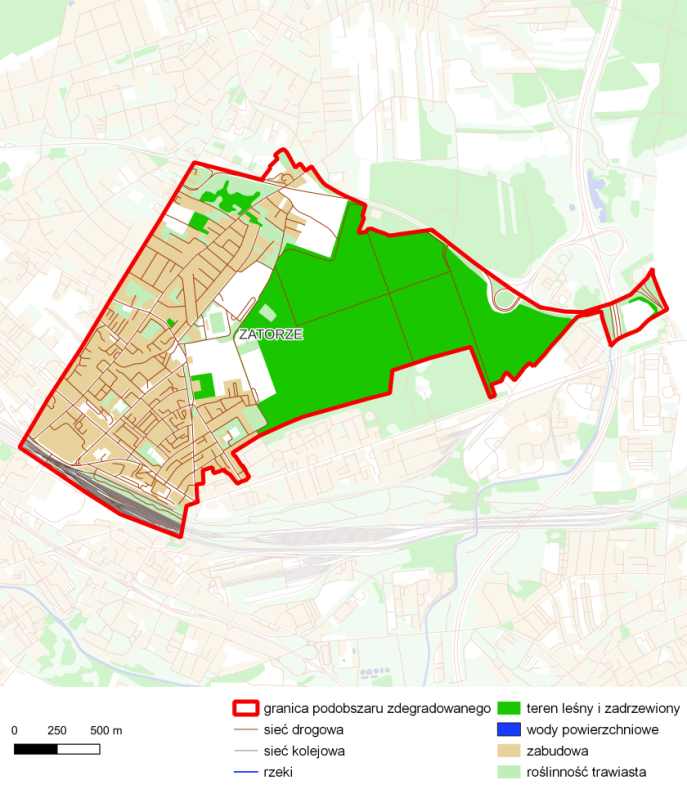 ZATORZE
0 250 500 m
granica podobszaru zdegradowanego
sieć drogowa
sieć kolejowa
rzeki
teren leśny i zadrzewiony
wody powierzchniowe
zabudowa
roślinność trawiasta